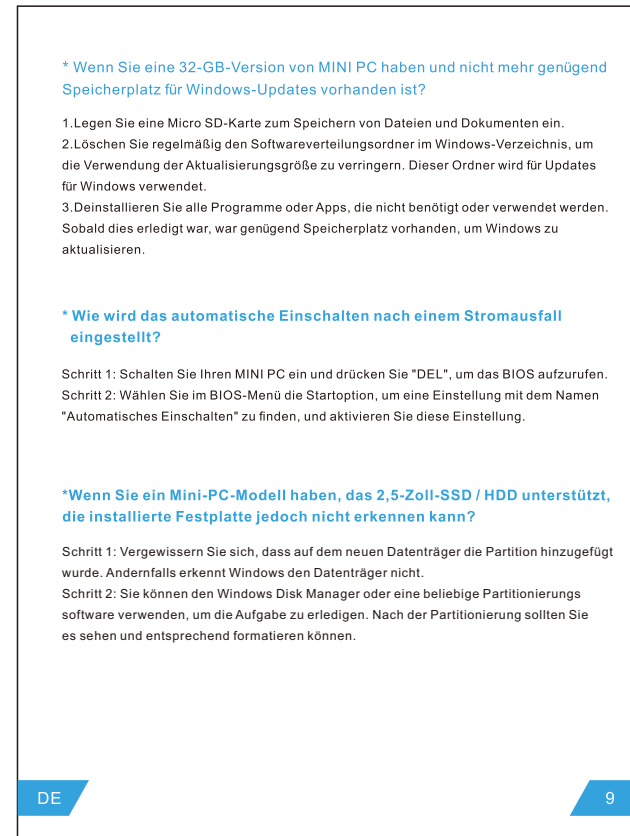 * Wenn Sie eine 32-GB-Version von MINI PC haben und nicht mehr genügend
Speicherplatz für Windows-Updates vorhanden ist?
1.Legen Sie eine Micro SD-Karte zum Speichern von Dateien und Dokumenten ein.
2.Löschen Sie regelmäßig den Softwareverteilungsordner im Windows-Verzeichnis, um
die Verwendung der Aktualisierungsgröße zu verringern. Dieser Ordner wird für Updates
für Windows verwendet.
3.Deinstallieren Sie alle Programme oder Apps, die nicht benötigt oder verwendet werden.
Sobald dies erledigt war, war genügend Speicherplatz vorhanden, um Windows zu
aktualisieren.
* Wie wird das automatische Einschalten nach einem Stromausfall
eingestellt?
Schritt 1: Schalten Sie Ihren MINI PC ein und drücken Sie "DEL", um das BIOS aufzurufen.
Schritt 2: Wählen Sie im BIOS-Menü die Startoption, um eine Einstellung mit dem Namen
"Automatisches Einschalten" zu finden, und aktivieren Sie diese Einstellung.
*Wenn Sie ein Mini-PC-Modell haben, das 2,5-Zoll-SSD / HDD unterstützt,
die installierte Festplatte jedoch nicht erkennen kann?
Schritt 1: Vergewissern Sie sich, dass auf dem neuen Datenträger die Partition hinzugefügt
wurde. Andernfalls erkennt Windows den Datenträger nicht.
Schritt 2: Sie können den Windows Disk Manager oder eine beliebige Partitionierungs
software verwenden, um die Aufgabe zu erledigen. Nach der Partitionierung sollten Sie
es sehen und entsprechend formatieren können.
DE
9